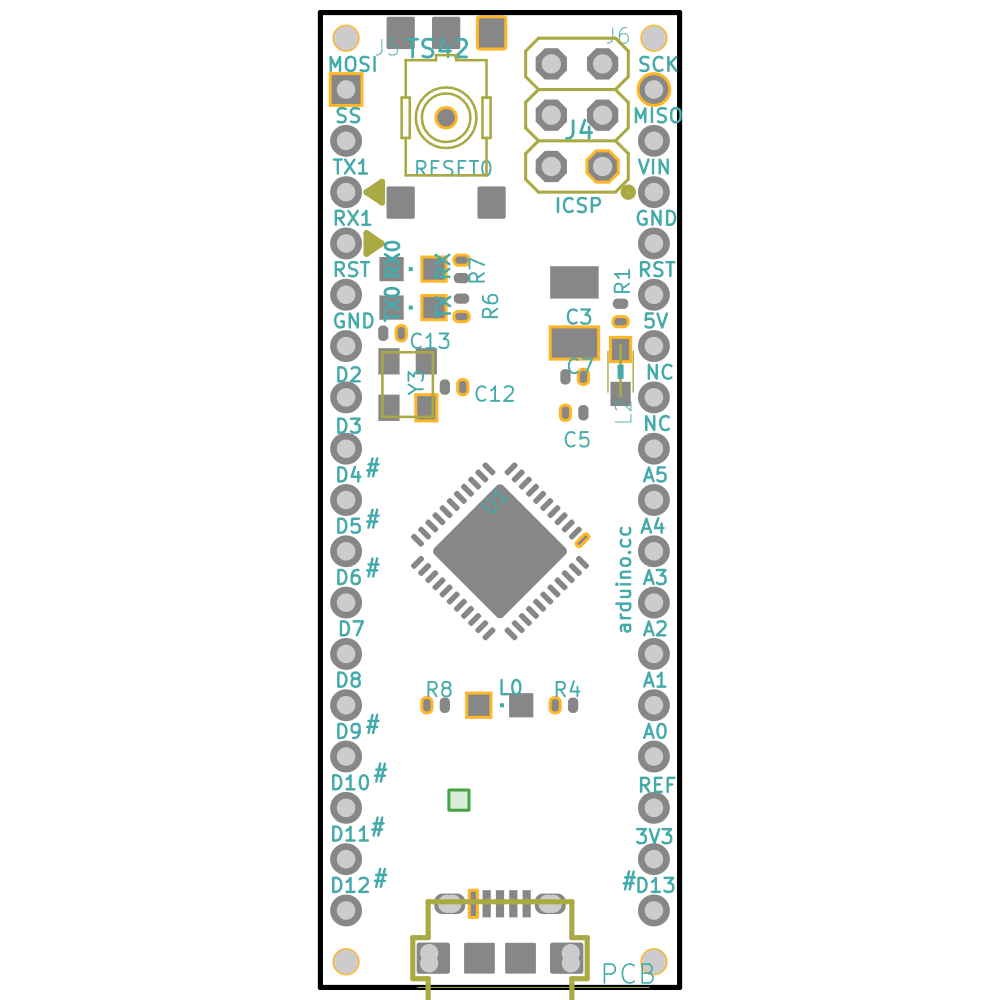 J5
TS42
J6
MOSI
SCK
SS
MISO
J4
TX1
RESET0
VIN
RX1
ICSP
GND
RST
RX0
RX
R7
R1
RST
GND
TX0
TX
R6
C3
5V
C13
D2
Y3
C12
C7
NC
D3
L2
NC
C5
D4
#
A5
U3
D5
#
A4
D6
#
arduino.cc
A3
D7
A2
D8
R8
L0
R4
A1
D9
#
A0
D10
#
REF
D11
#
3V3
D12
#
#
D13
PCB